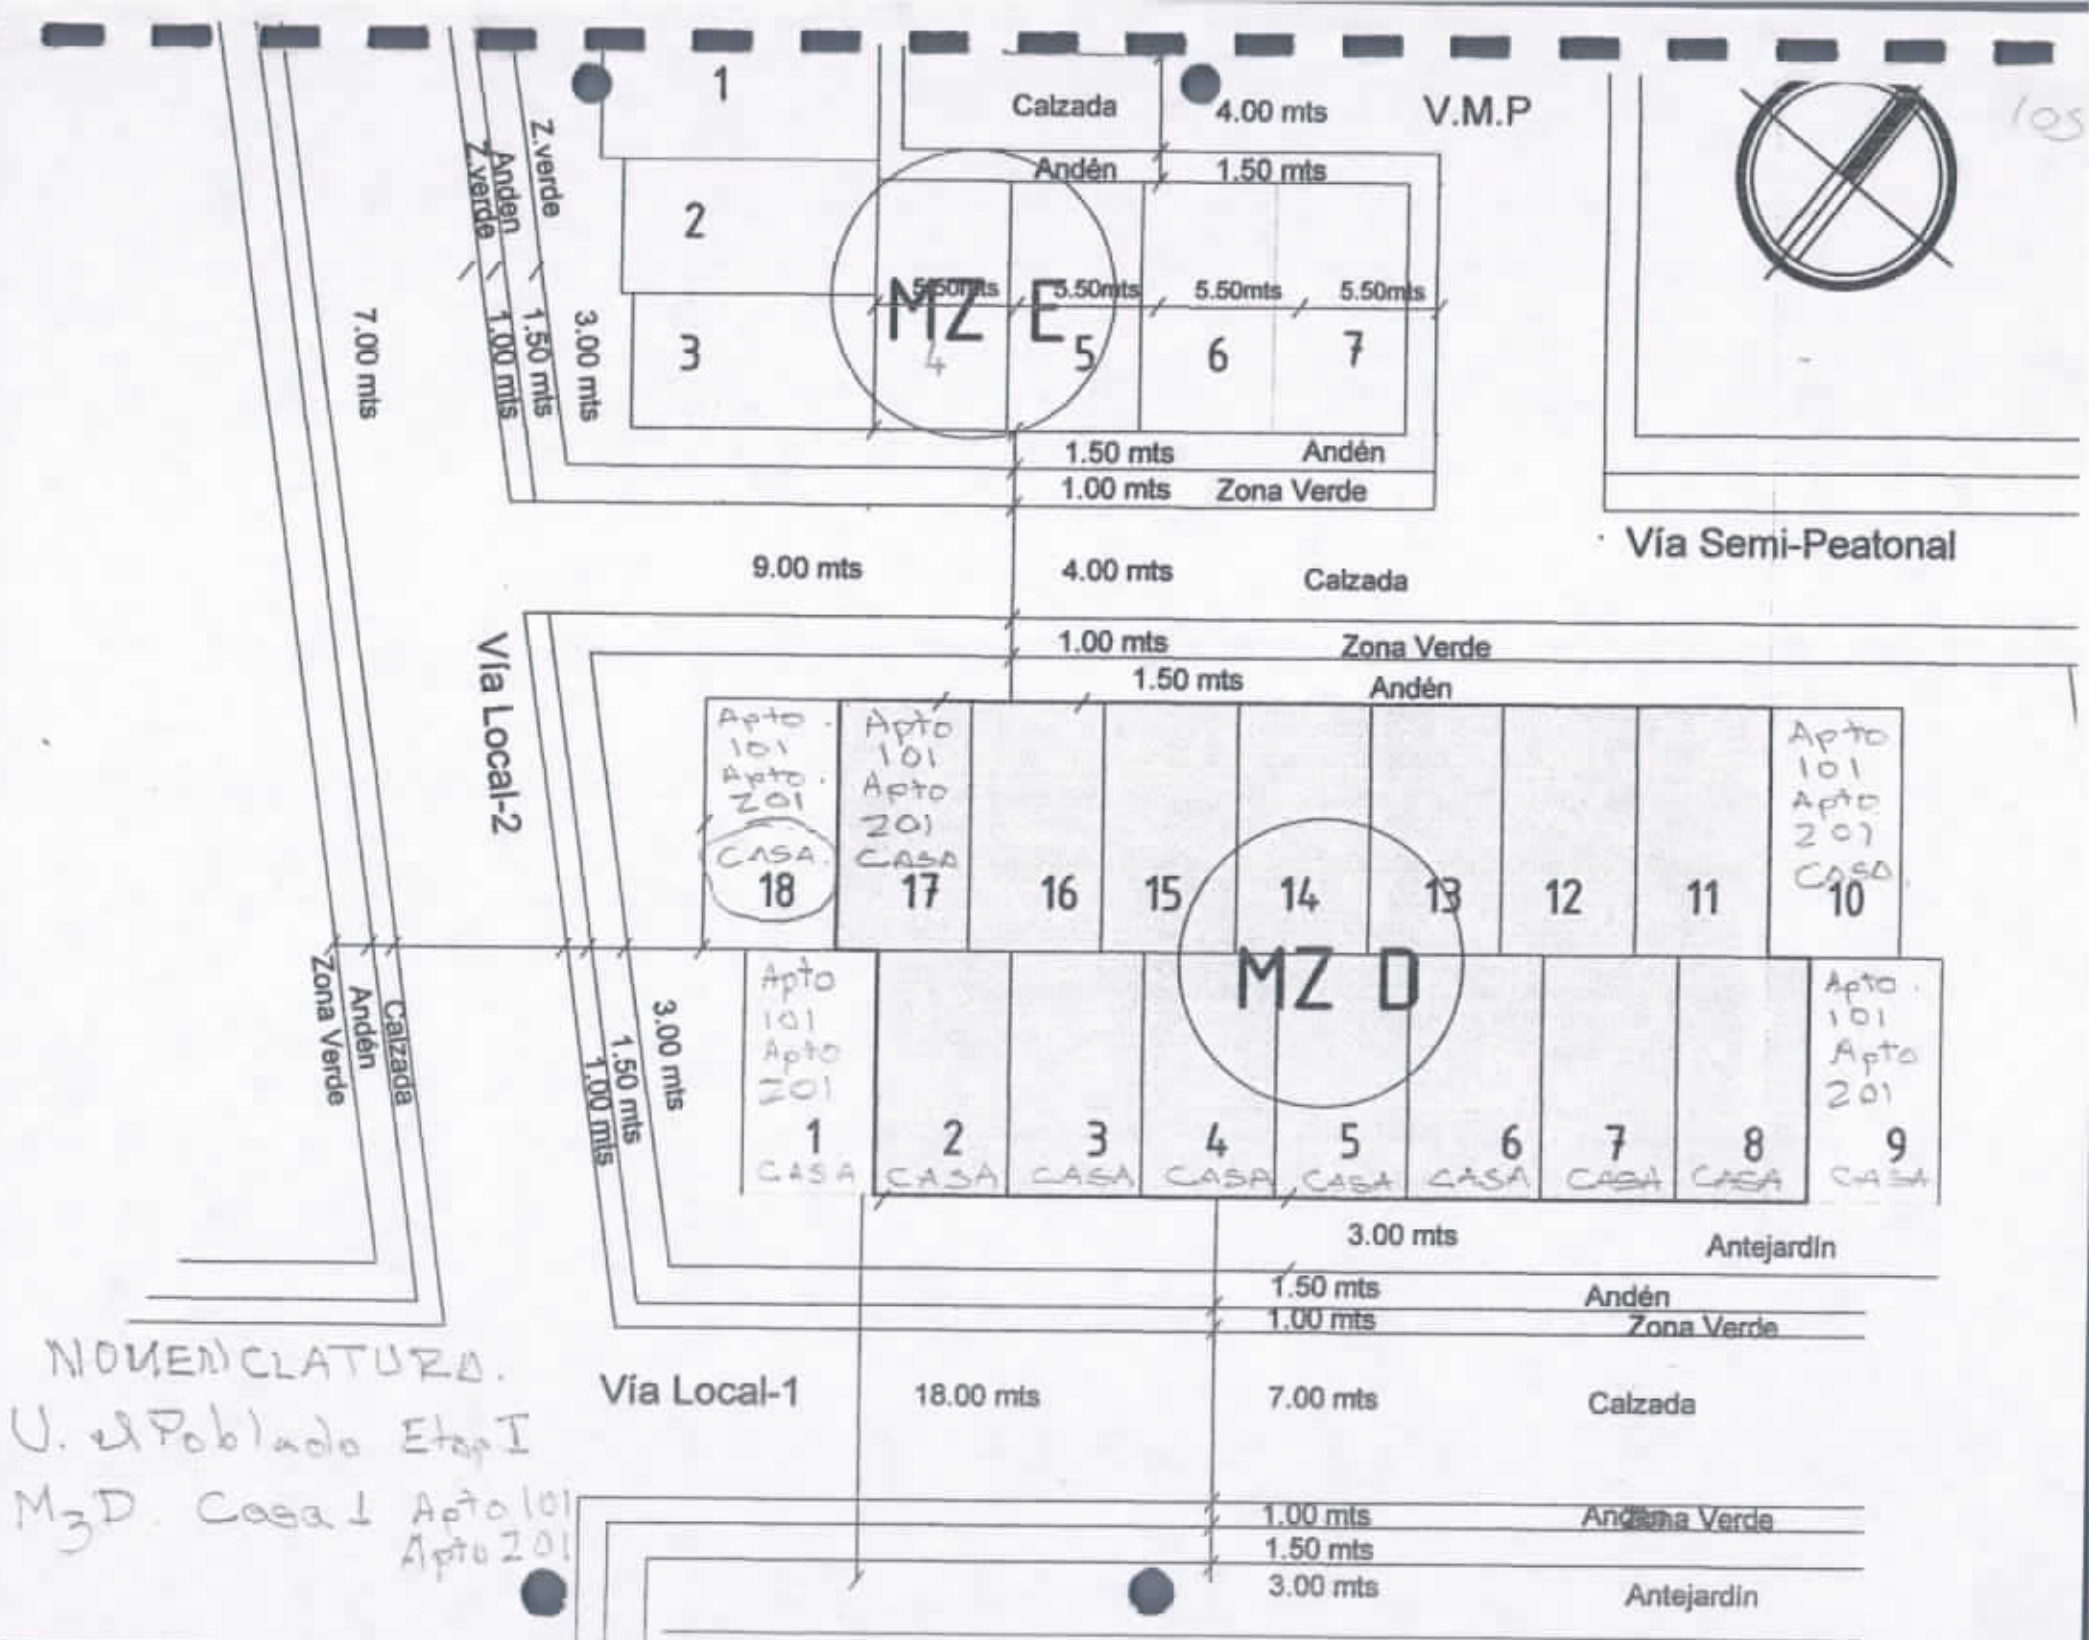 los
1
Calzada
4.00 mts
V.M.P
Andén
1.50 mts
Z.verde
Anden
Z.verde
2
5.50mts
5.50mts
5.50mts
5.50mts
MZ E
3
4
5
6
7
7.00 mts
1.00 mts
1.50 mts
3.00 mts
1.50 mts
Andén
1.00 mts
Zona Verde
Vía Semi-Peatonal
9.00 mts
4.00 mts
Calzada
1.00 mts
Zona Verde
1.50 mts
Andén
Vía Local-2
Apto.
101
Apto.
201
CASA.
18
Apto
101
Apto
201
CASA
17
16
15
14
13
12
11
Apto
101
Apto
201
CASA.
10
MZ D
Zona Verde
Andén
Calzada
1.00 mts
1.50 mts
3.00 mts
Apto
101
Apto
201
1
CASA
2
CASA
3
CASA
4
CASA
5
CASA
6
CASA
7
CASA
8
CASA
Apto.
101
Apto
201
9
CASA
3.00 mts
Antejardín
1.50 mts
Andén
1.00 mts
Zona Verde
Vía Local-1
18.00 mts
7.00 mts
Calzada
NOMENCLATURA.
U. el Poblado Etap I
MzD. Casa 1 Apto 101
Apto 201
1.00 mts
Andén
Zona Verde
1.50 mts
3.00 mts
Antejardín